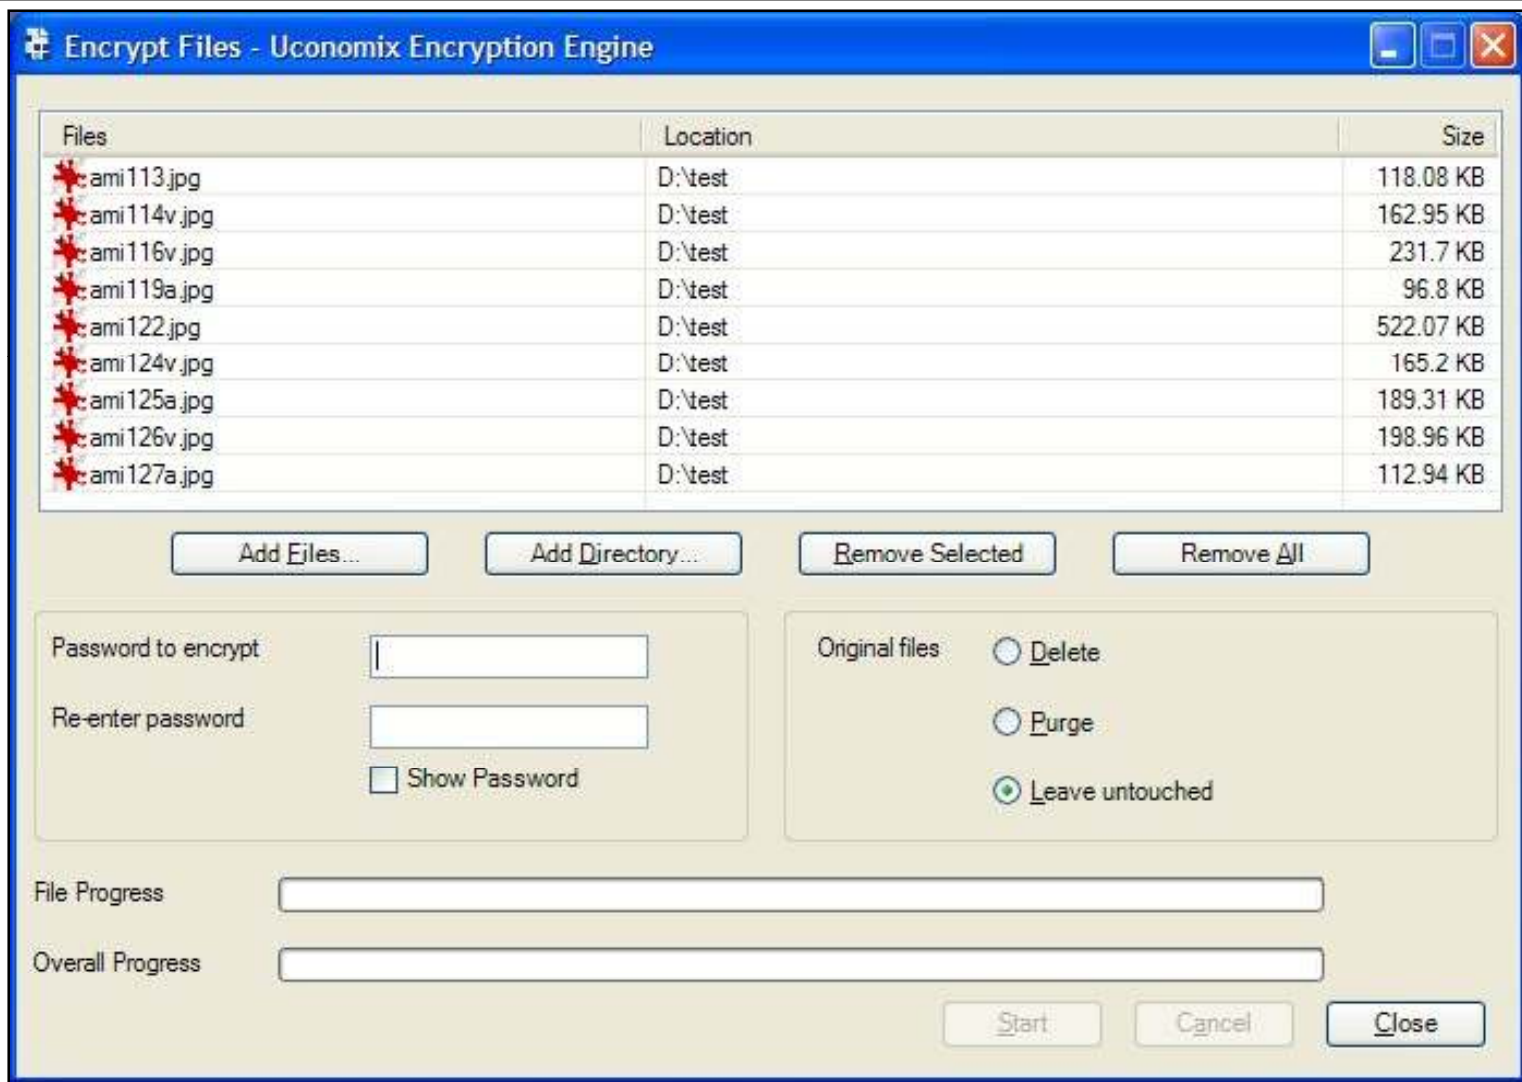 Encrypt Files - Uconomix Encryption Engine
Files Location Size
ami113.jpg D:\test 118.08 KB
ami114v.jpg D:\test 162.95 KB
ami116v.jpg D:\test 231.7 KB
ami119a.jpg D:\test 96.8 KB
ami122.jpg D:\test 522.07 KB
ami124v.jpg D:\test 165.2 KB
ami125a.jpg D:\test 189.31 KB
ami126v.jpg D:\test 198.96 KB
ami127a.jpg D:\test 112.94 KB
Add Files... Add Directory... Remove Selected Remove All
Password to encrypt Original files Delete
Re-enter password Purge
Show Password Leave untouched
File Progress
Overall Progress
Start Cancel Close